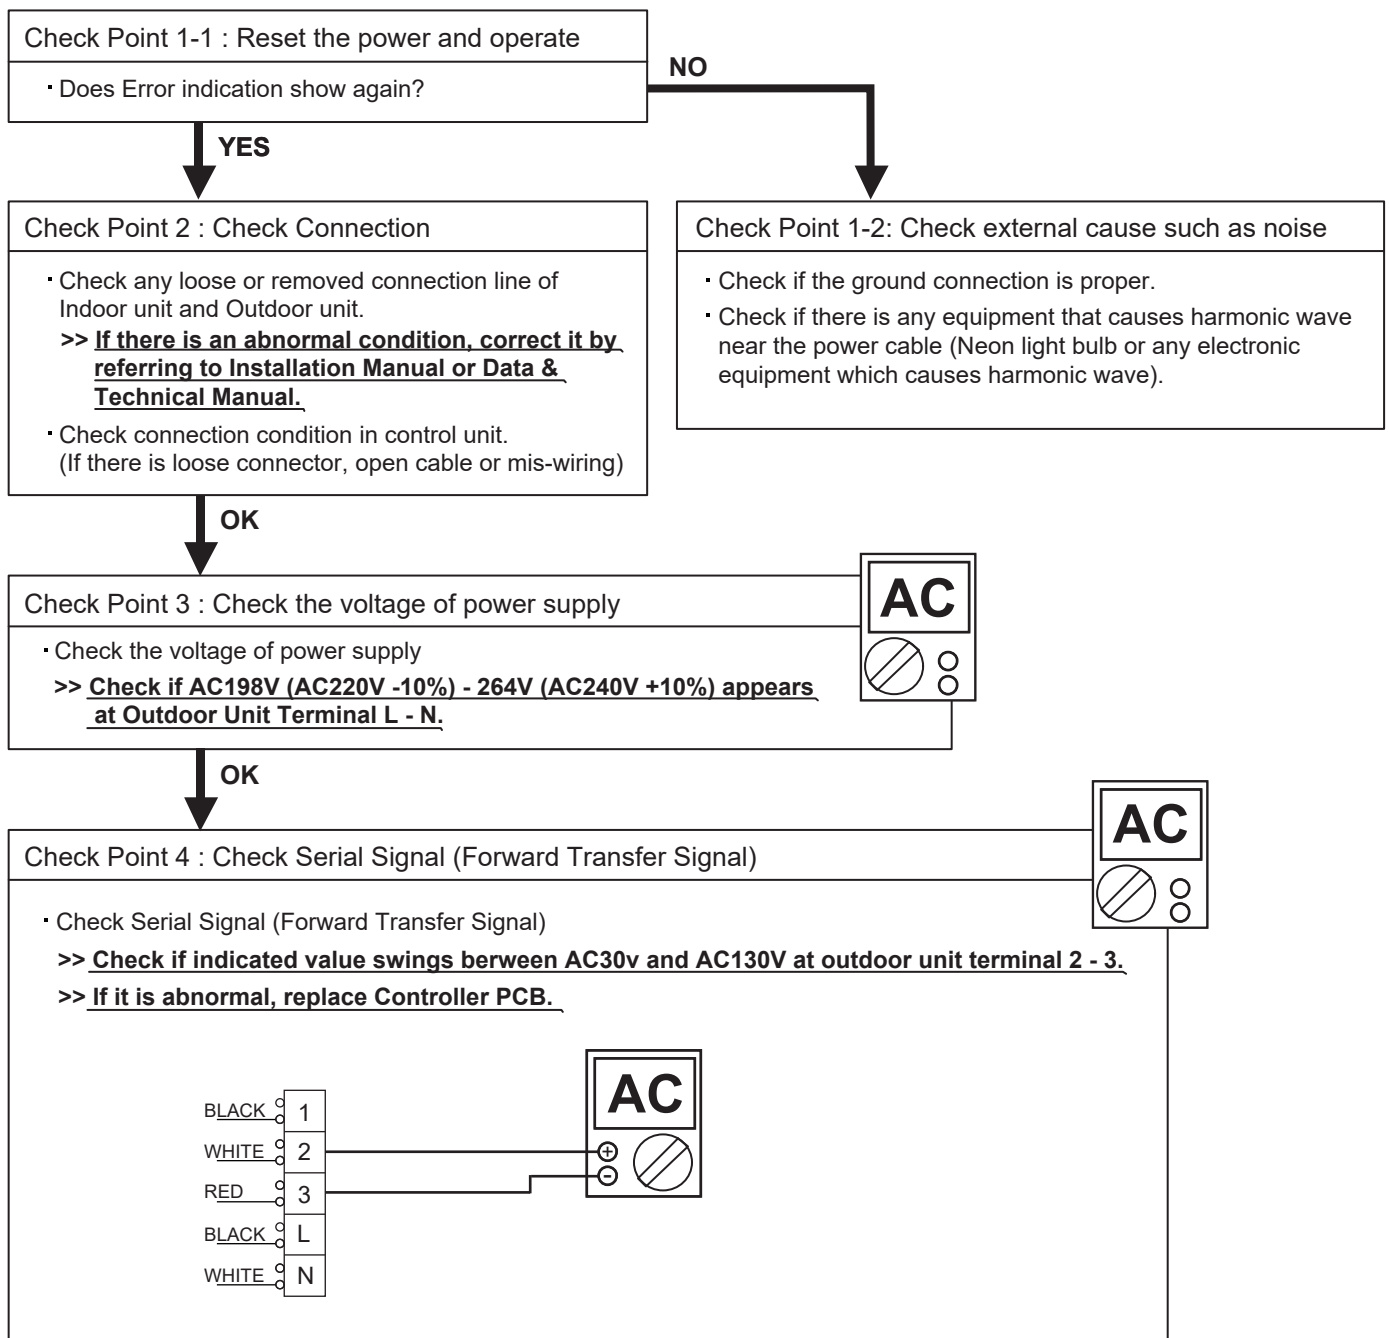 Check Point 1-1 : Reset the power and operate
・Does Error indication show again?
NO
YES
Check Point 2 : Check Connection
・Check any loose or removed connection line of
Indoor unit and Outdoor unit.
>> If there is an abnormal condition, correct it by
referring to Installation Manual or Data &
Technical Manual.
・Check connection condition in control unit.
(If there is loose connector, open cable or mis-wiring)
Check Point 1-2: Check external cause such as noise
・Check if the ground connection is proper.
・Check if there is any equipment that causes harmonic wave
near the power cable (Neon light bulb or any electronic
equipment which causes harmonic wave).
OK
Check Point 3 : Check the voltage of power supply
AC
・Check the voltage of power supply
>> Check if AC198V (AC220V -10%) - 264V (AC240V +10%) appears
at Outdoor Unit Terminal L - N.
OK
Check Point 4 : Check Serial Signal (Forward Transfer Signal)
AC
・Check Serial Signal (Forward Transfer Signal)
>> Check if indicated value swings berween AC30v and AC130V at outdoor unit terminal 2 - 3.
>> If it is abnormal, replace Controller PCB.
AC
BLACK 1
WHITE 2
+
RED 3
-
BLACK L
WHITE N